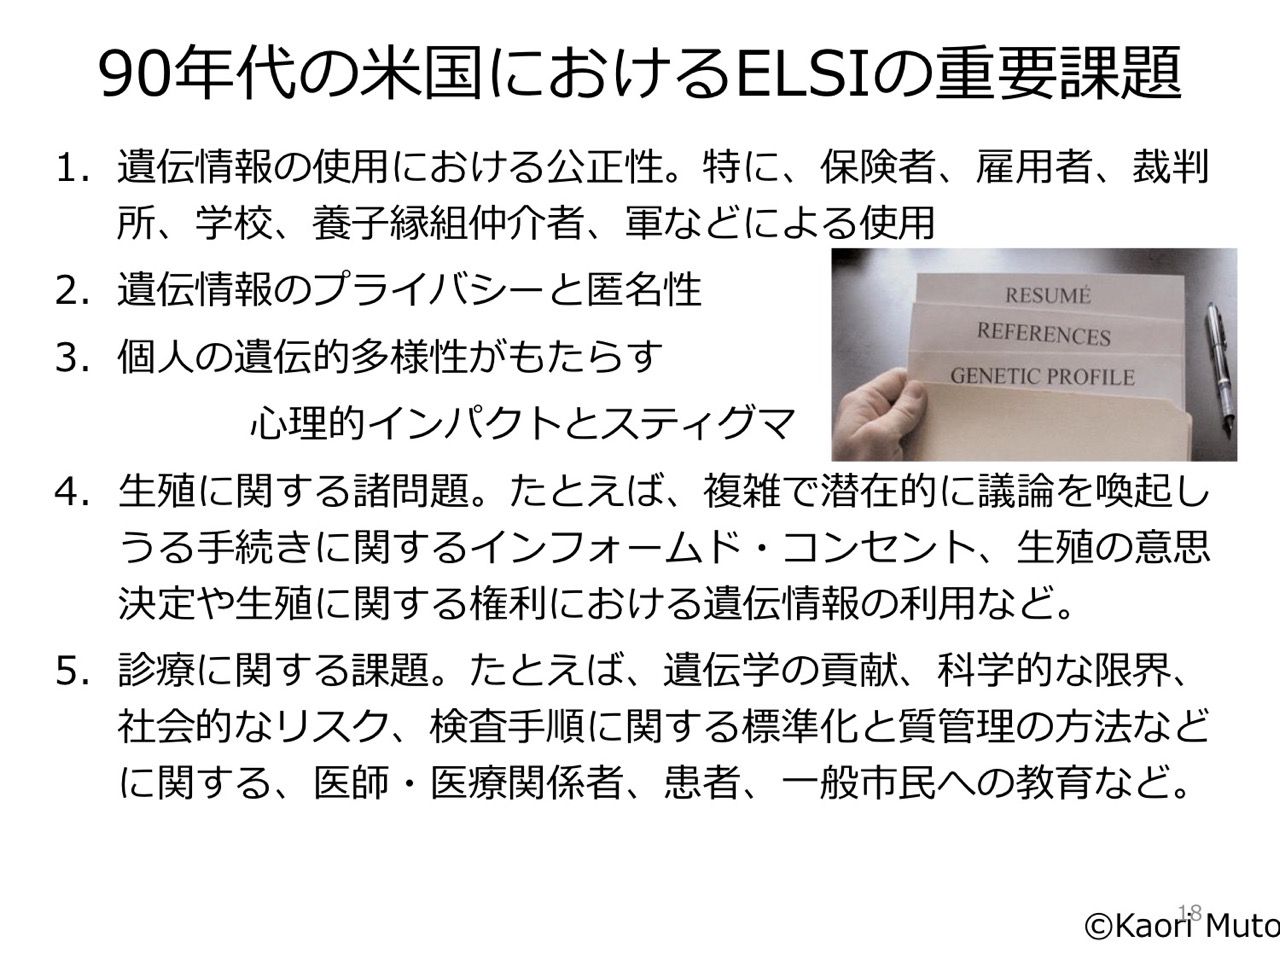 90年代の米国におけるELSIの重要課題
1. 遺伝情報の使用における公正性。特に、保険者、雇用者、裁判
所、学校、養子縁組仲介者、軍などによる使用
2. 遺伝情報のプライバシーと匿名性
RESUMÉ
REFERENCES
GENETIC PROFILE
3. 個人の遺伝的多様性がもたらす
心理的インパクトとスティグマ
4. 生殖に関する諸問題。たとえば、複雑で潜在的に議論を喚起し
うる手続きに関するインフォームド・コンセント、生殖の意思
決定や生殖に関する権利における遺伝情報の利用など。
5. 診療に関する課題。たとえば、遺伝学の貢献、科学的な限界、
社会的なリスク、検査手順に関する標準化と質管理の方法など
に関する、医師・医療関係者、患者、一般市民への教育など。
18
©Kaori Muto